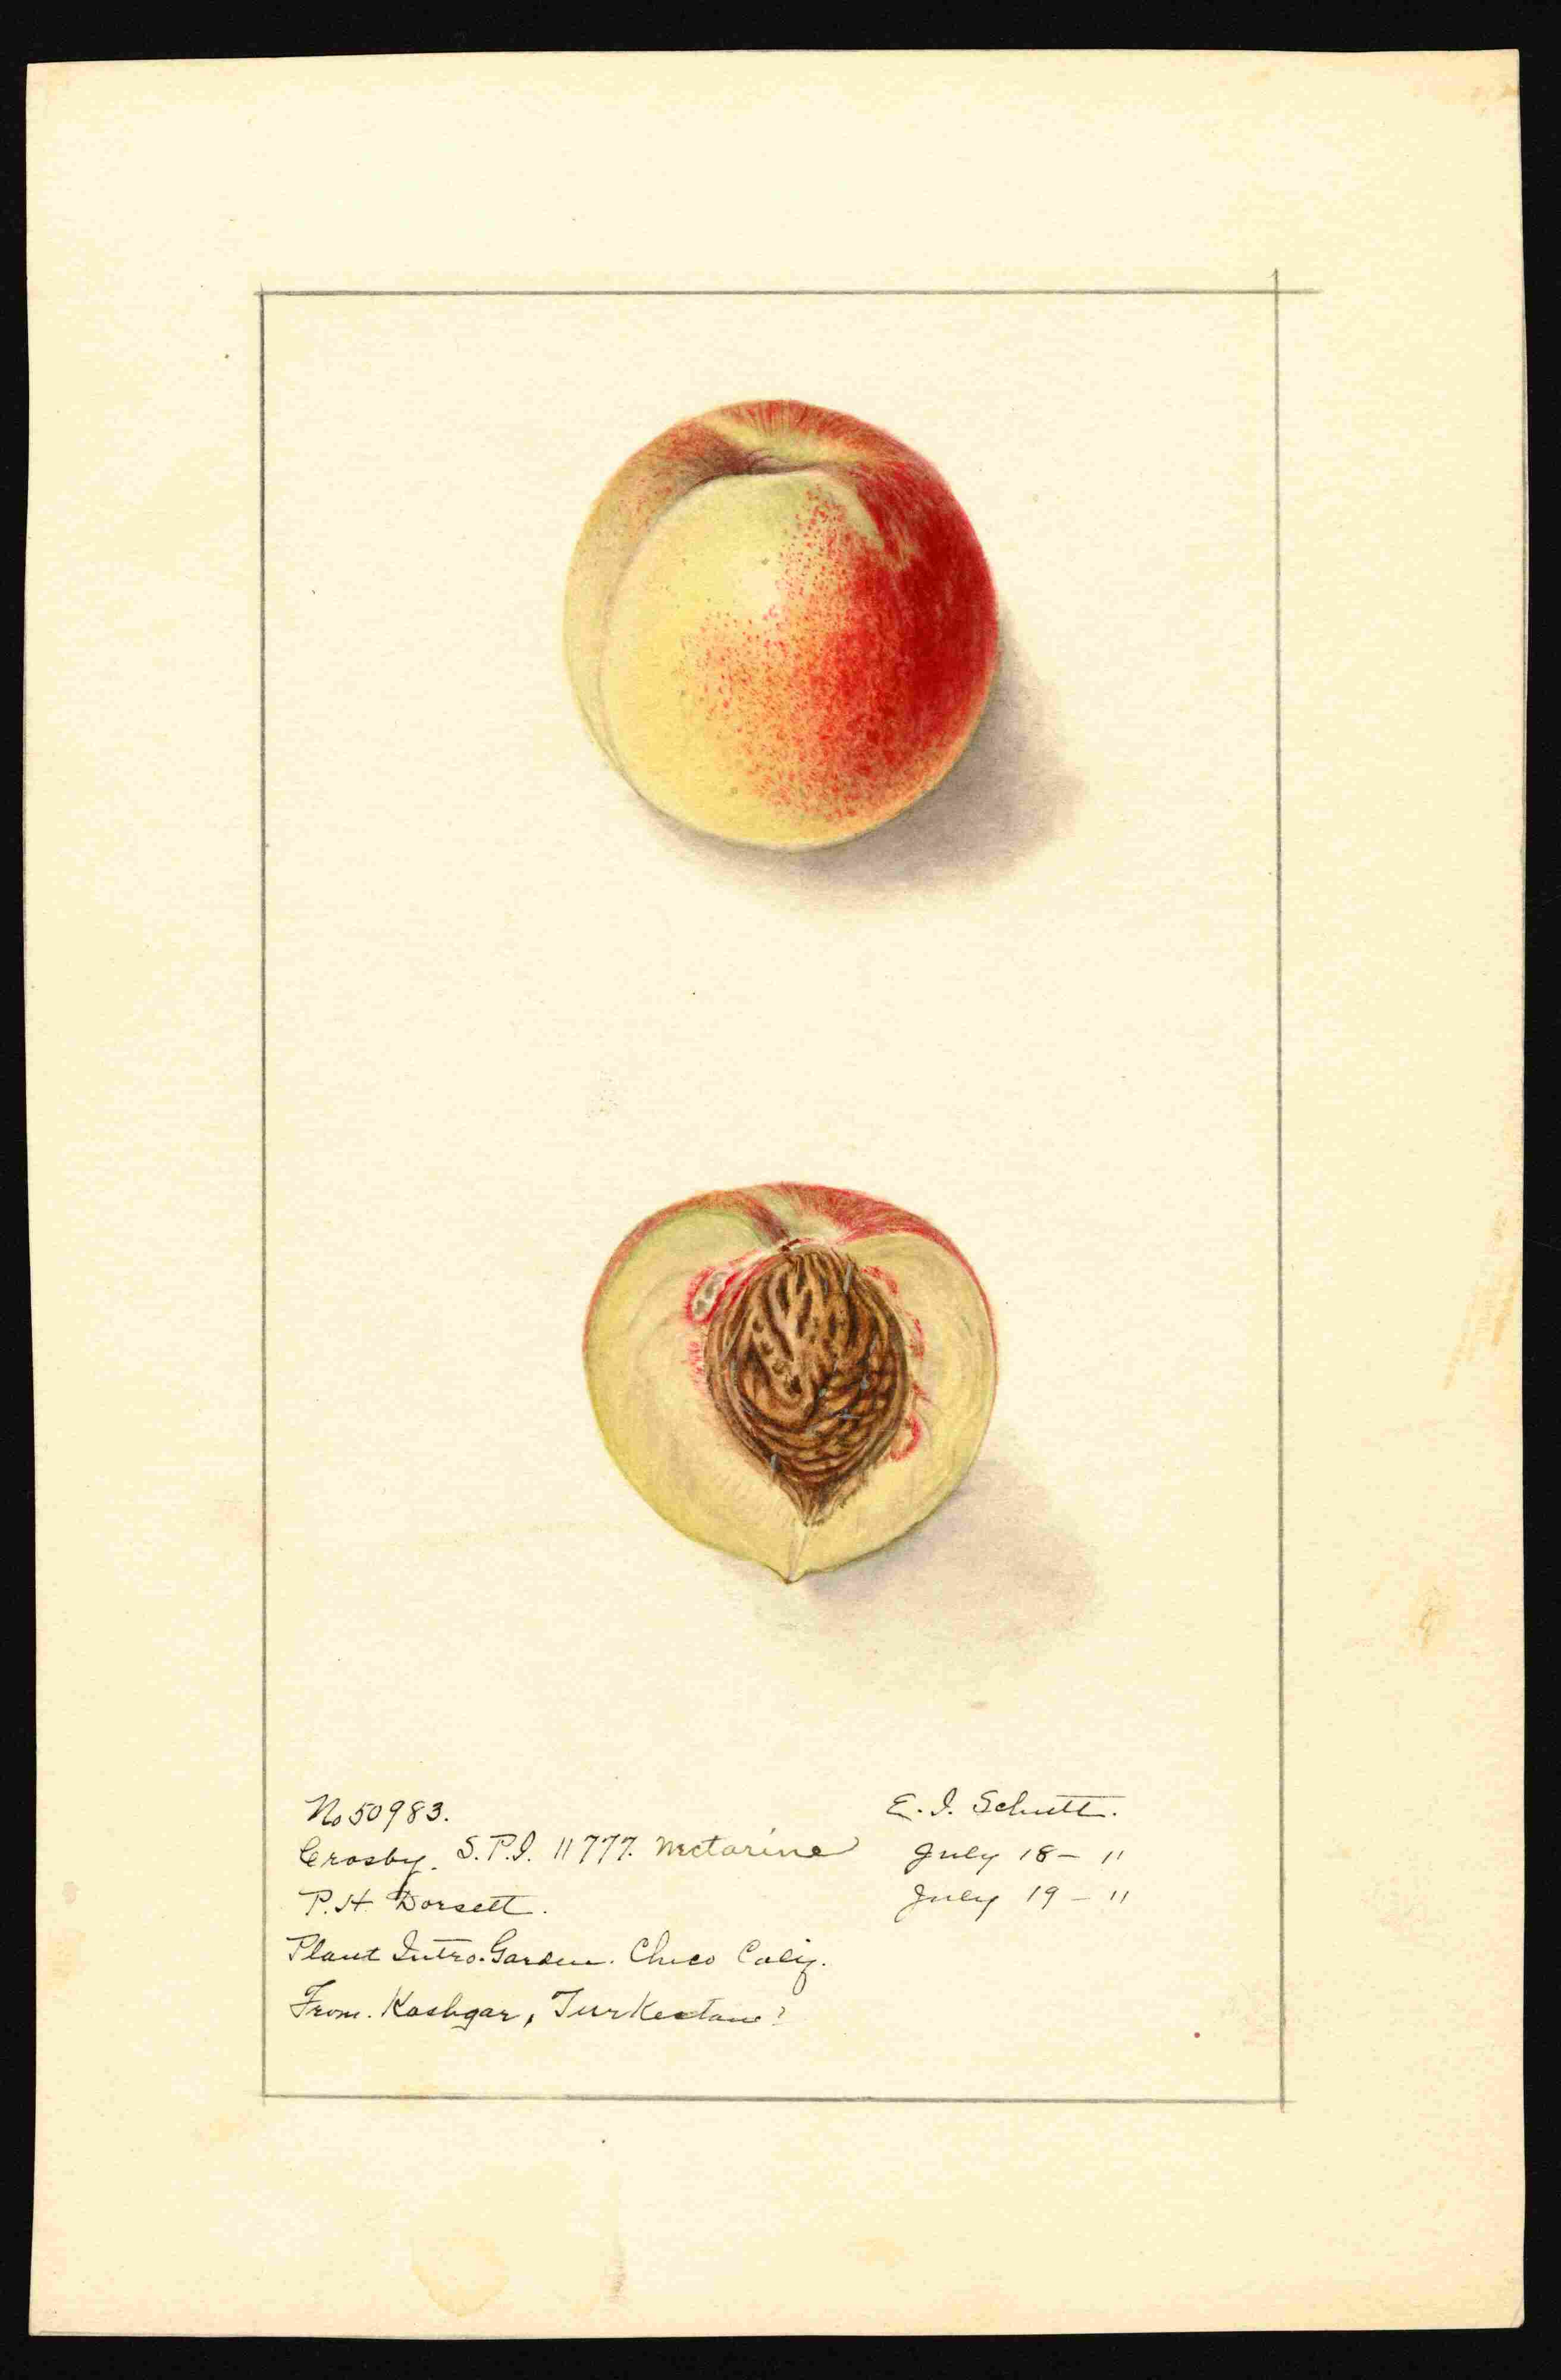 No 50983.
E. I. Schutt.
Crosby. S.P.I. 11777. Nectarine
July 18 - 11
P. H. Dorsett.
July 19 - 11
Plant Intro. Garden. Chico Calif.
From. Kashgar, Turkestan?